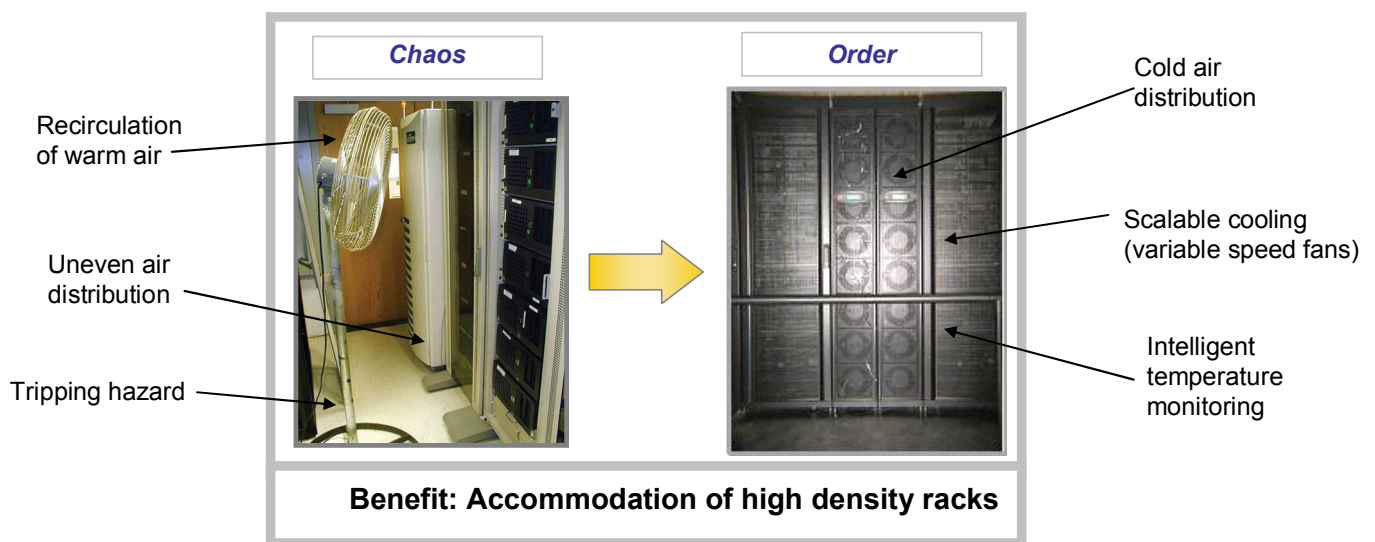 Chaos
Order
Recirculation
of warm air
Uneven air
distribution
Tripping hazard
Cold air
distribution
Scalable cooling
(variable speed fans)
Intelligent
temperature
monitoring
Benefit: Accommodation of high density racks